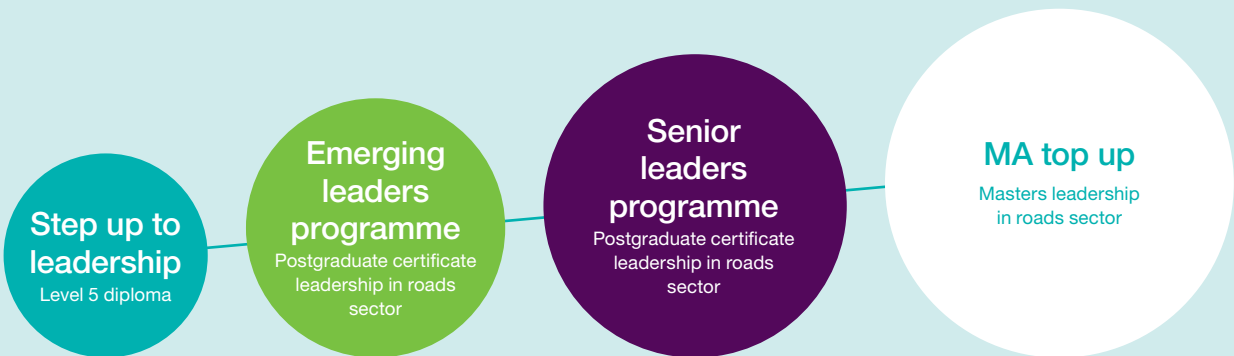 Step up to
leadership
Level 5 diploma
Emerging
leaders
programme
Postgraduate certificate
leadership in roads
sector
Senior
leaders
programme
Postgraduate certificate
leadership in roads
sector
MA top up
Masters leadership
in roads sector